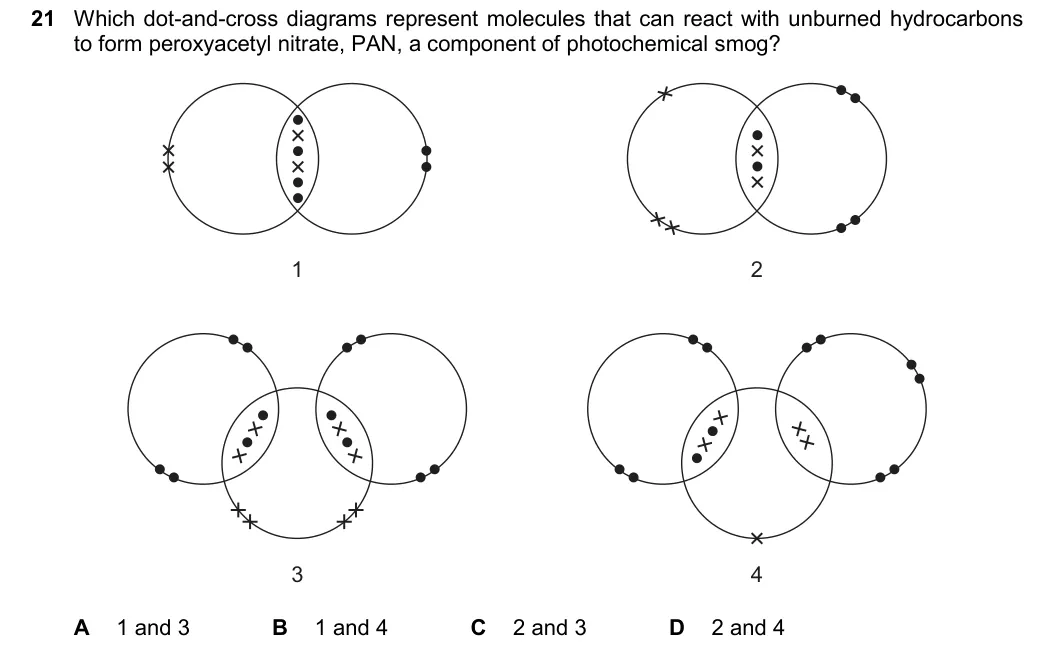 21 Which dot-and-cross diagrams represent molecules that can react with unburned hydrocarbons
to form peroxyacetyl nitrate, PAN, a component of photochemical smog?
1
2
3
4
A 1 and 3 B 1 and 4 C 2 and 3 D 2 and 4